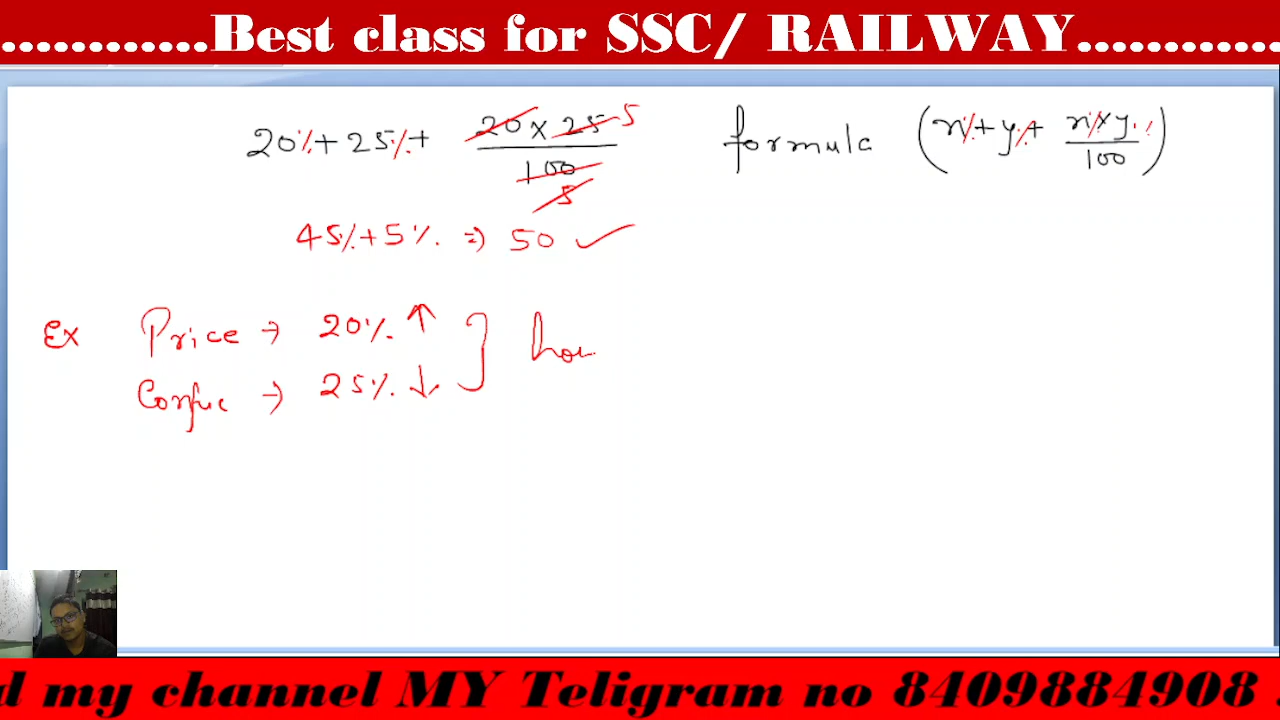 ............Best class for SSC/ RAILWAY............
20%+25%+ 20x25 5
100
5
formula (x%+y%+ x%xy%)
100
45%+5% => 50 ✓
Ex Price → 20% ↑
→ 25% ↓
d my channel MY Teligram no 8409884908